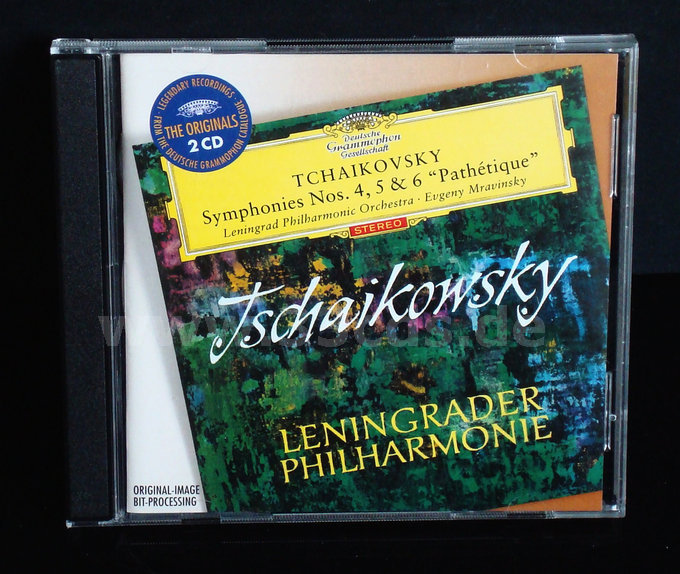 LEGENDARY RECORDINGS
FROM THE DEUTSCHE GRAMMOPHON CATALOGUE
THE ORIGINALS
2 CD
Deutsche
Grammophon
Gesellschaft
TCHAIKOVSKY
Symphonies Nos. 4, 5 & 6 “Pathétique”
Leningrad Philharmonic Orchestra · Evgeny Mravinsky
STEREO
Tschaikowsky
LENINGRADER
PHILHARMONIE
ORIGINAL-IMAGE
BIT-PROCESSING